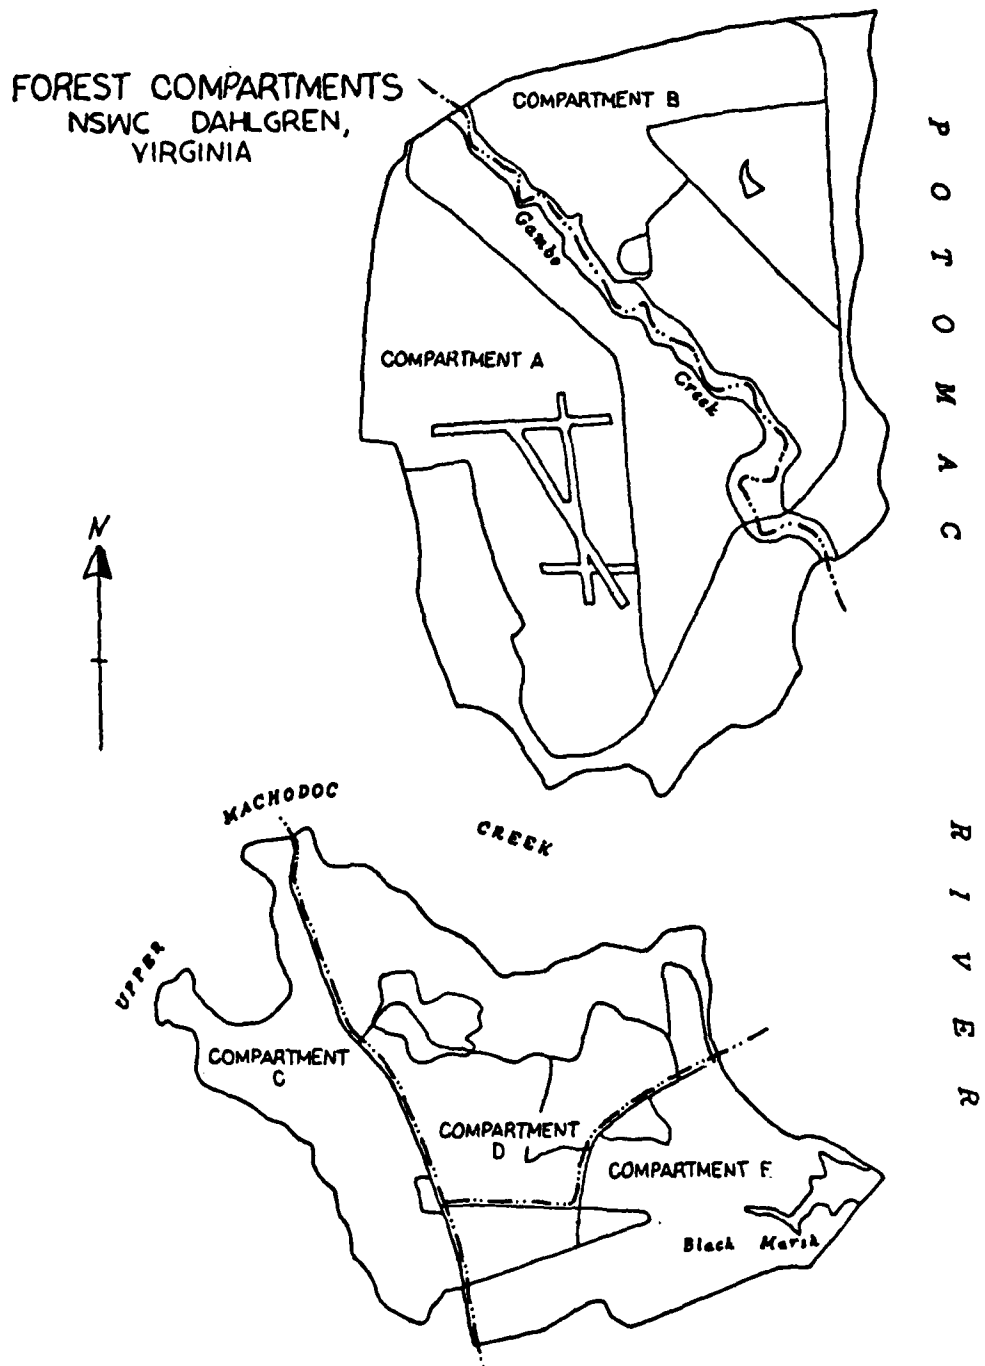 FOREST COMPARTMENTS
NSWC DAHLGREN,
VIRGINIA
COMPARTMENT B
Gambo
Creek
COMPARTMENT A
POTOMAC
RIVER
N
UPPER
MACHODOC
CREEK
COMPARTMENT
C
COMPARTMENT
D
COMPARTMENT F.
Black Marsh